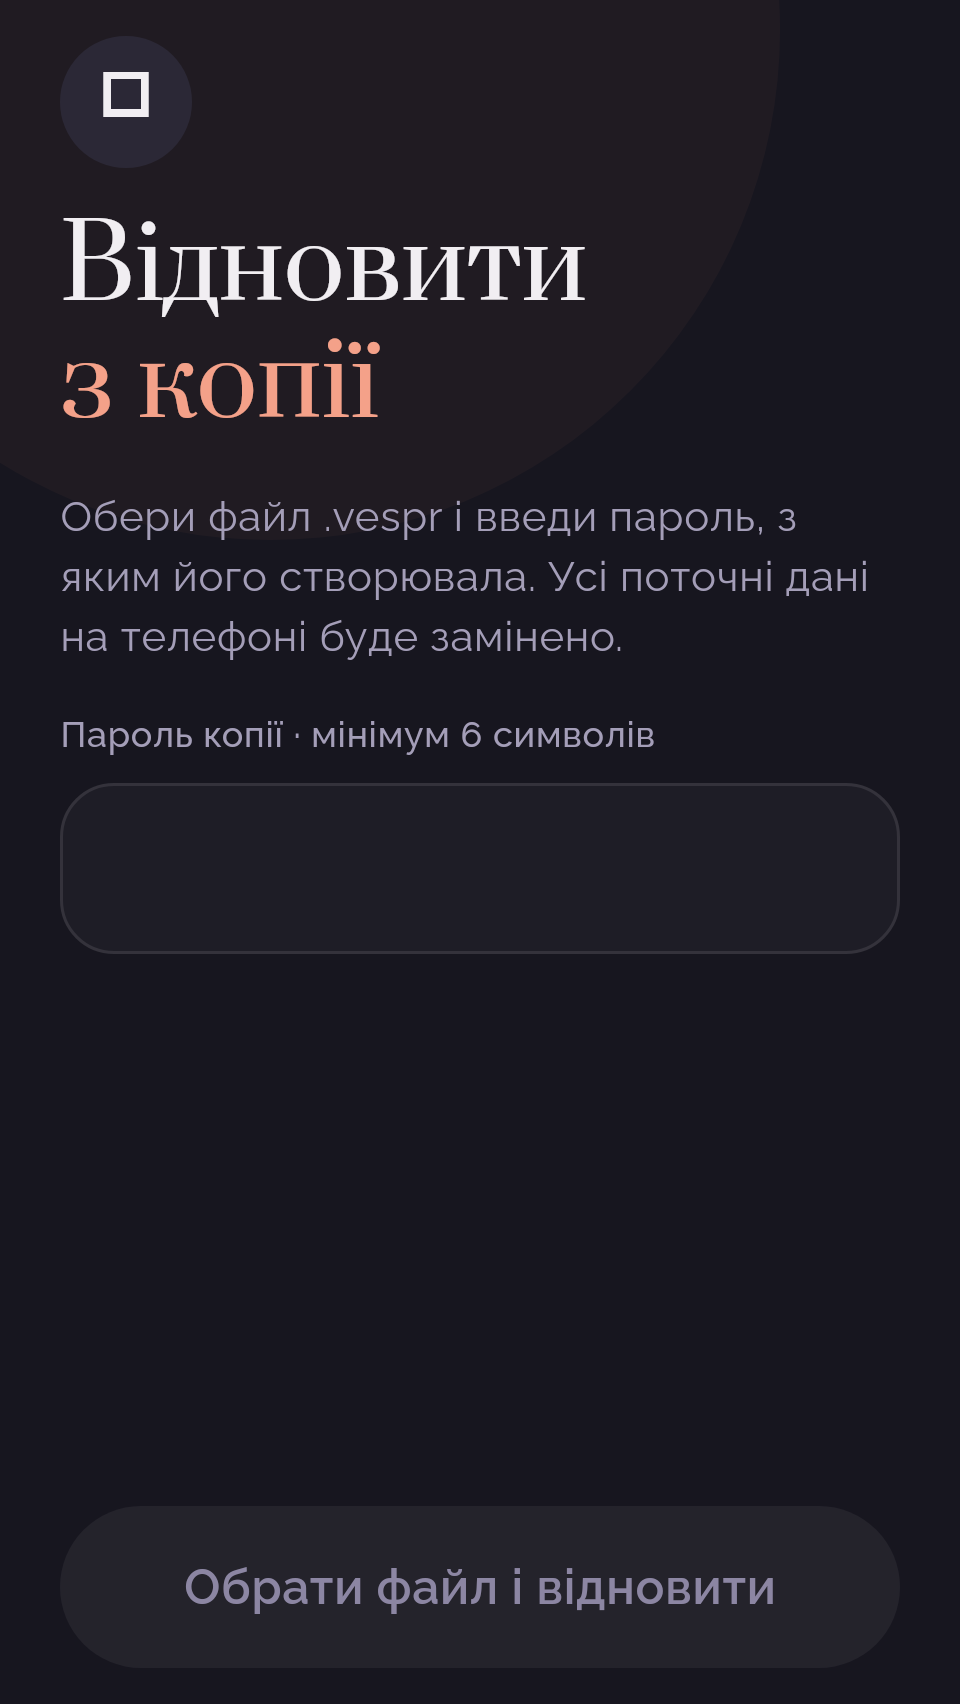 Відновити
з копії
Обери файл .vespr і введи пароль, з
яким його створювала. Усі поточні дані
на телефоні буде замінено.
Пароль копії · мінімум 6 символів
Обрати файл і відновити